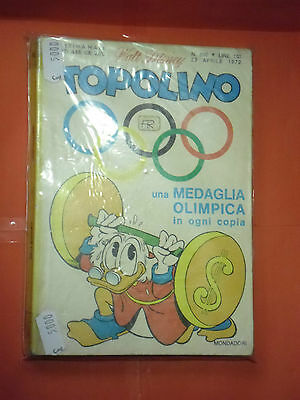 5000
Walt Disney
LIRE 150
23 APRILE 1972
TOPOLINO
una MEDAGLIA
OLIMPICA
in ogni copia
S
5000
MONDADORI